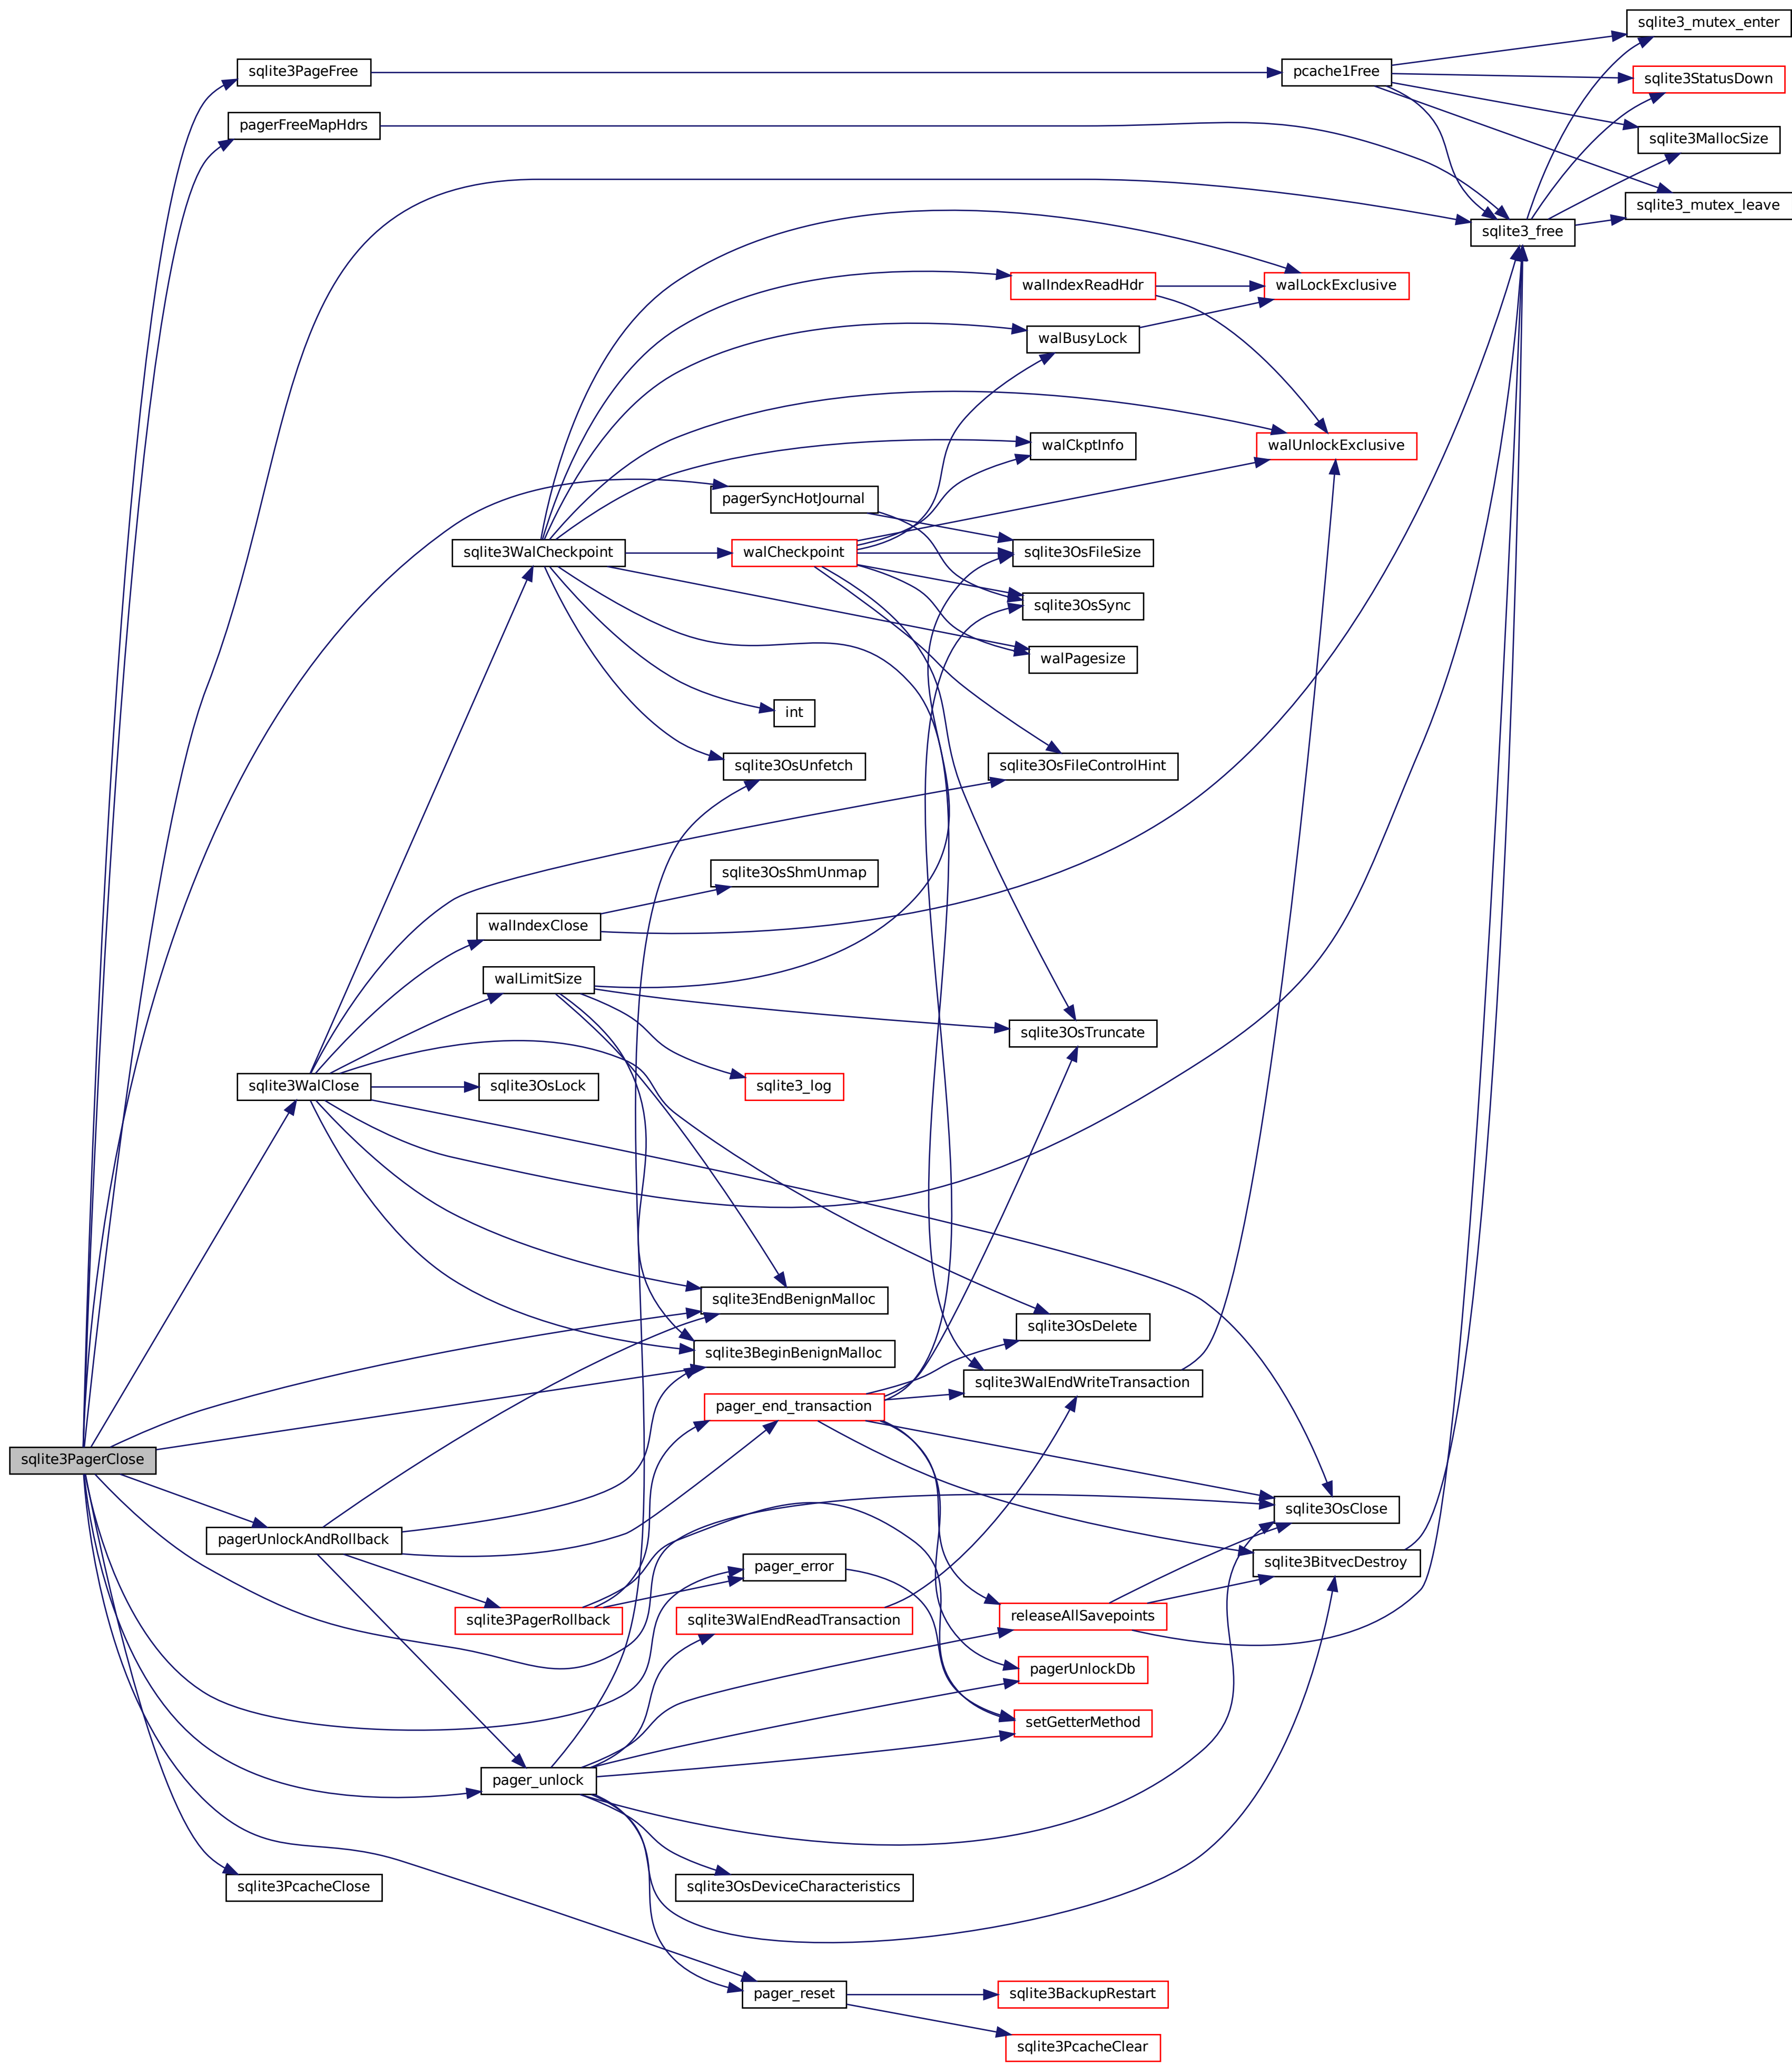 sqlite3_mutex_enter
sqlite3PageFree
pcache1Free
sqlite3StatusDown
pagerFreeMapHdrs
sqlite3MallocSize
sqlite3_mutex_leave
sqlite3_free
walIndexReadHdr
walLockExclusive
walBusyLock
walCkptInfo
walUnlockExclusive
pagerSyncHotJournal
sqlite3WalCheckpoint
walCheckpoint
sqlite3OsFileSize
sqlite3OsSync
walPagesize
int
sqlite3OsUnfetch
sqlite3OsFileControlHint
sqlite3OsShmUnmap
walIndexClose
walLimitSize
sqlite3OsTruncate
sqlite3WalClose
sqlite3OsLock
sqlite3_log
sqlite3EndBenignMalloc
sqlite3OsDelete
sqlite3BeginBenignMalloc
sqlite3WalEndWriteTransaction
pager_end_transaction
sqlite3PagerClose
sqlite3OsClose
pagerUnlockAndRollback
pager_error
sqlite3BitvecDestroy
sqlite3PagerRollback
sqlite3WalEndReadTransaction
releaseAllSavepoints
pagerUnlockDb
setGetterMethod
pager_unlock
sqlite3PcacheClose
sqlite3OsDeviceCharacteristics
pager_reset
sqlite3BackupRestart
sqlite3PcacheClear